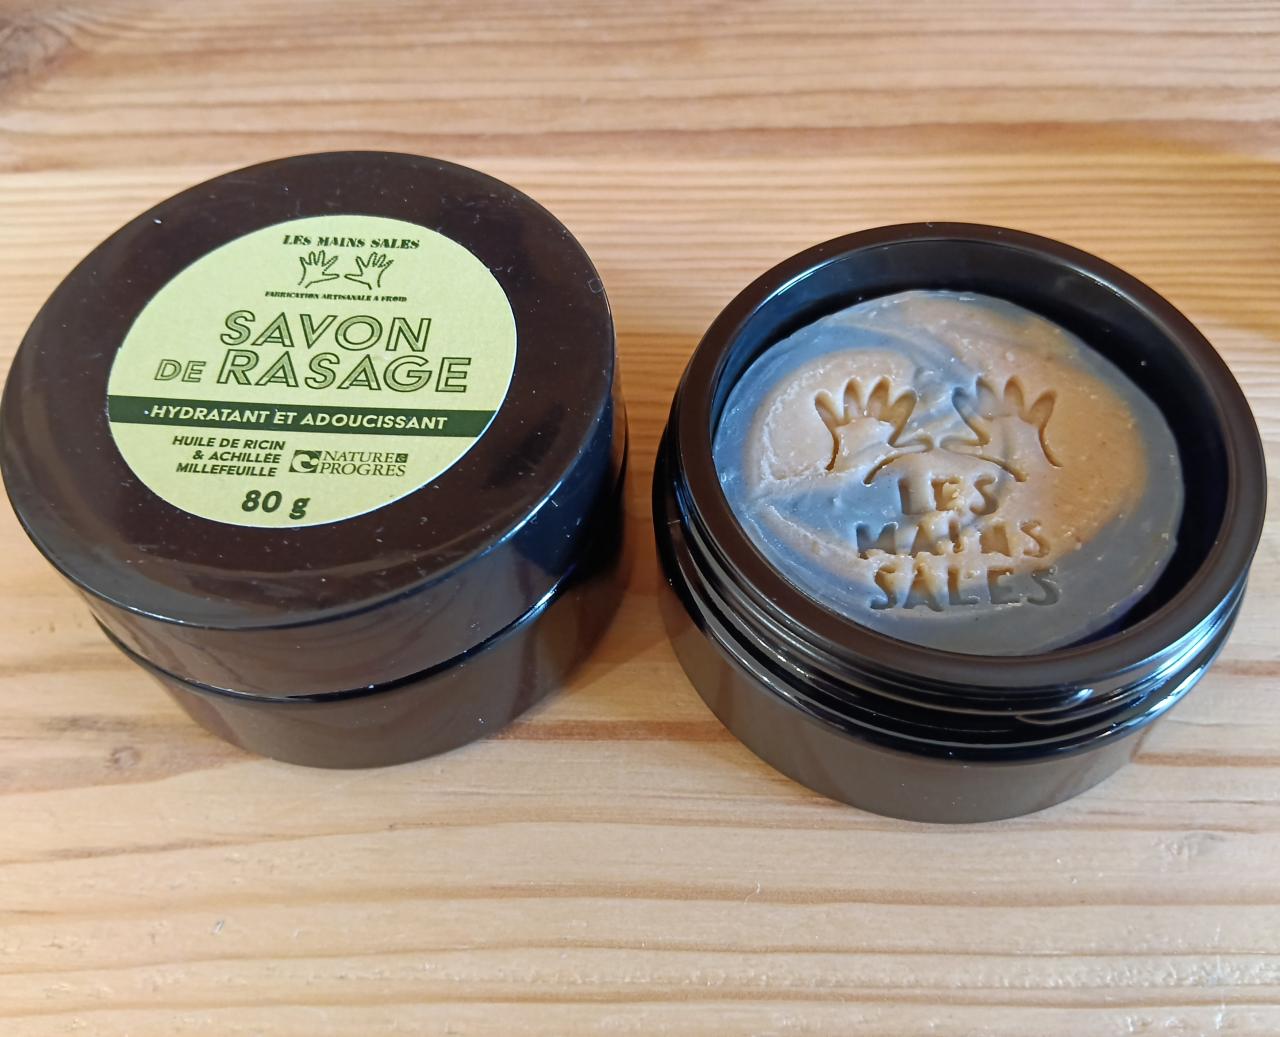 LES MAINS SALES
FABRICATION ARTISANALE A FROID
SAVON
DE RASAGE
HYDRATANT ET ADOUCISSANT
HUILE DE RICIN
& ACHILLÉE
MILLEFEUILLE
NATURE &
PROGRES
80 g
LES
MAINS
SALES